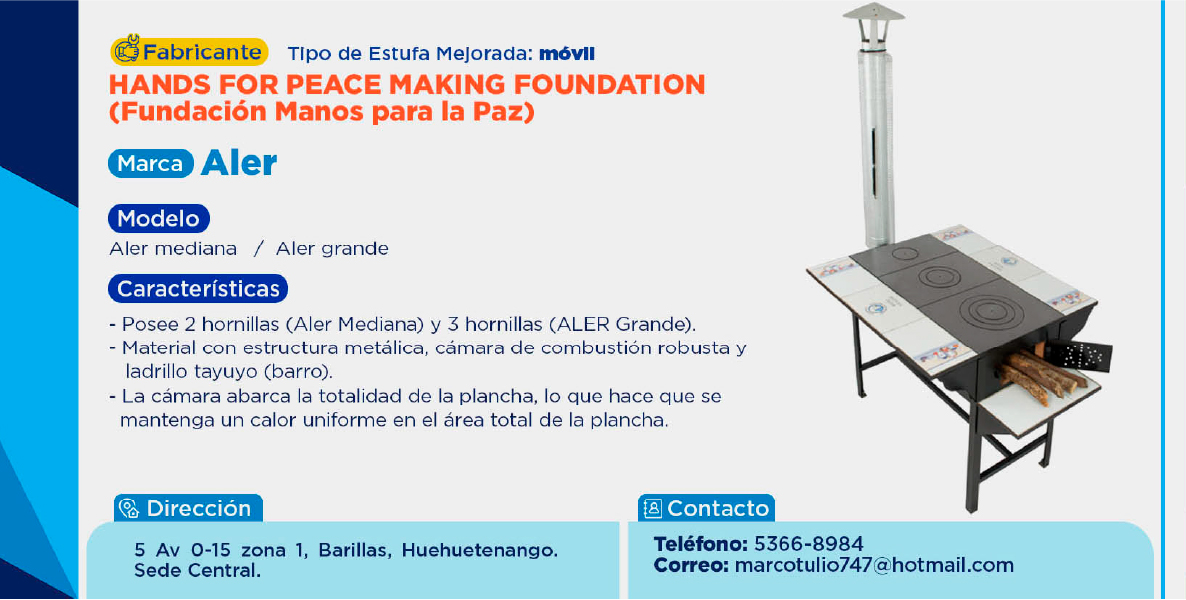 Fabricante Tipo de Estufa Mejorada: móvil
HANDS FOR PEACE MAKING FOUNDATION
(Fundación Manos para la Paz)
Marca Aler
Modelo
Aler mediana / Aler grande
Características
- Posee 2 hornillas (Aler Mediana) y 3 hornillas (ALER Grande).
- Material con estructura metálica, cámara de combustión robusta y
ladrillo tayuyo (barro).
- La cámara abarca la totalidad de la plancha, lo que hace que se
mantenga un calor uniforme en el área total de la plancha.
Dirección
5 Av 0-15 zona 1, Barillas, Huehuetenango.
Sede Central.
Contacto
Teléfono: 5366-8984
Correo: marcotulio747@hotmail.com